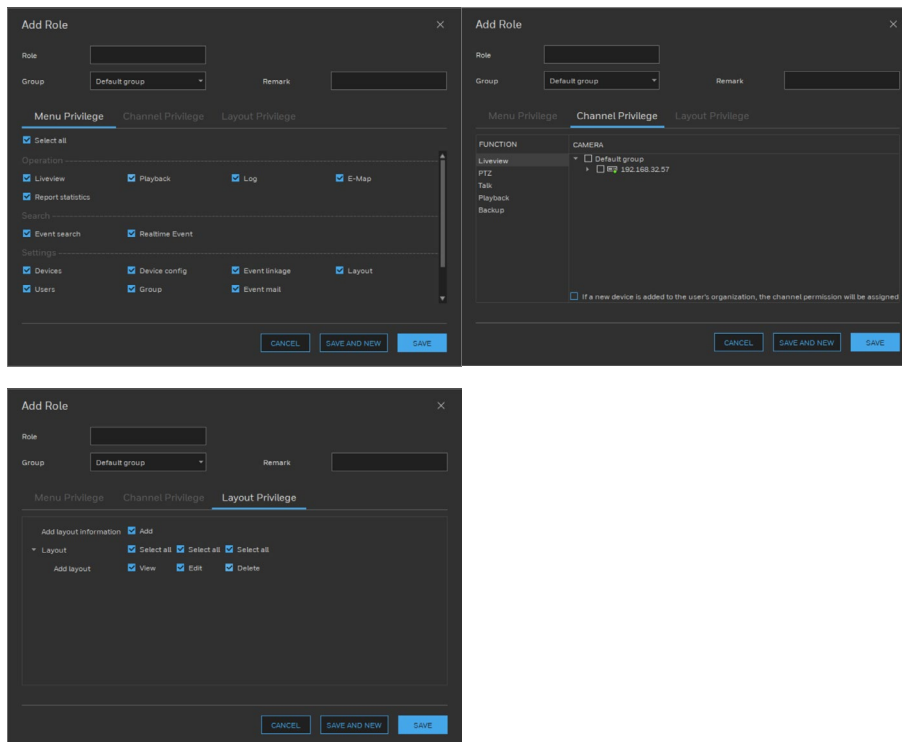 Add Role
Role
Group Default group Remark
Menu Privilege Channel Privilege Layout Privilege
Select all
Operation
Liveview Playback Log E-Map
Report statistics
Search
Event search Realtime Event
Settings
Devices Device config Event linkage Layout
Users Group Event mail
CANCEL SAVE AND NEW SAVE
Add Role
Role
Group Default group Remark
Menu Privilege Channel Privilege Layout Privilege
FUNCTION CAMERA
Liveview Default group
PTZ 192.168.32.57
Talk
Playback
Backup
If a new device is added to the user's organization, the channel permission will be assigned
CANCEL SAVE AND NEW SAVE
Add Role
Role
Group Default group Remark
Menu Privilege Channel Privilege Layout Privilege
Add layout information Add
Layout Select all Select all Select all
Add layout View Edit Delete
CANCEL SAVE AND NEW SAVE